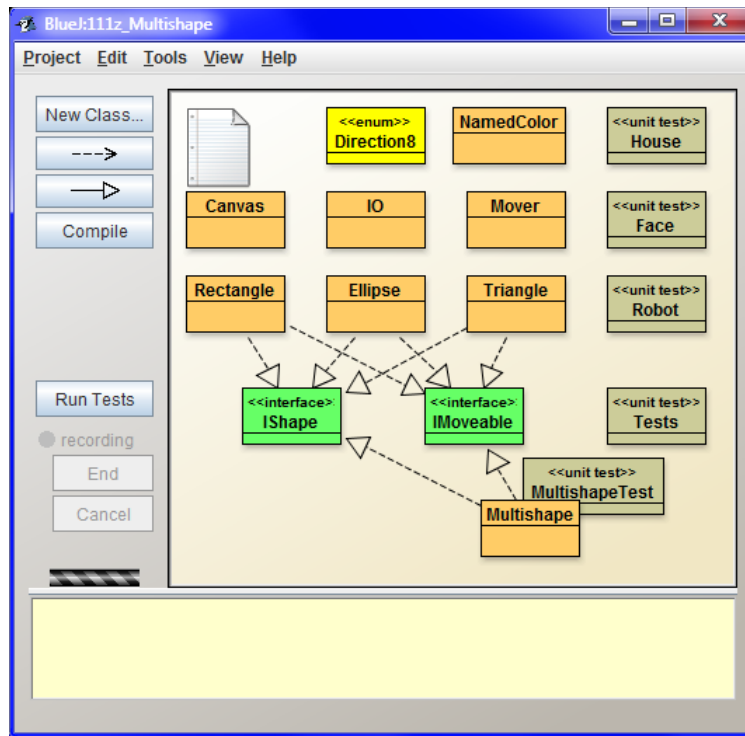 BlueJ:111z_Multishape
Project Edit Tools View Help
New Class...
Compile
Run Tests
recording
End
Cancel
<<enum>>
Direction8
NamedColor
<<unit test>>
House
Canvas
IO
Mover
<<unit test>>
Face
Rectangle
Ellipse
Triangle
<<unit test>>
Robot
<<interface>:
IShape
<<interface>:
IMoveable
<<unit test>>
Tests
<<unit test>>
MultishapeTest
Multishape